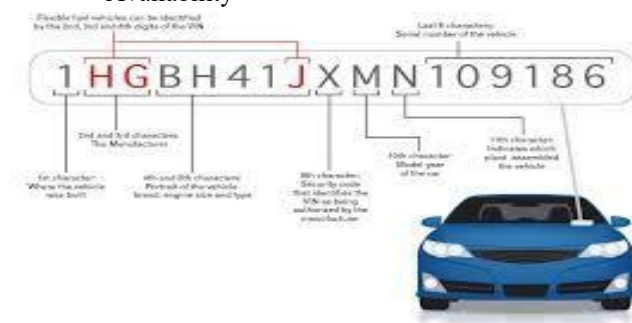 Availability
Flexible fuel vehicles can be identified
by the 2nd, 3rd and 8th digits of the VIN
Last 6 characters:
Serial number of the vehicle
1HGBH41JXMN109186
2nd and 3rd characters:
The Manufacturer
1st character:
Where the vehicle
was built
4th and 8th characters:
Portrait of the vehicle
brand, engine size and type
9th character:
Security code
that identifies the
VIN as being
authorized by the
manufacturer
10th character:
Model year
of the car
11th character:
Indicates which
plant assembled
the vehicle